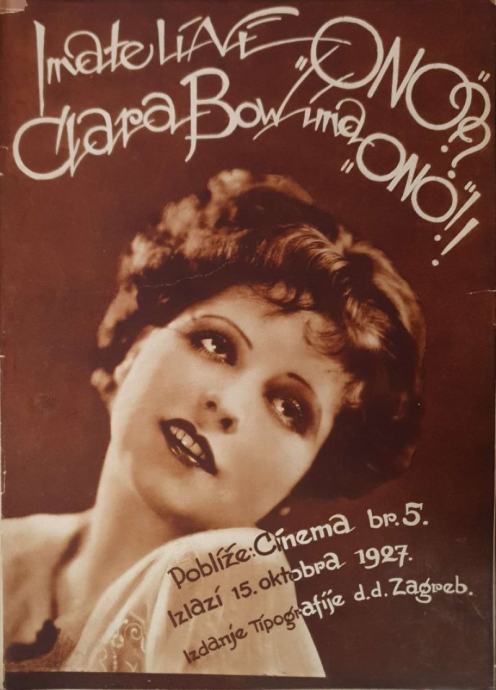 Imate li VI „ONO"??
Clara Bow ima „ONO"!!
Pobliže: Cinema br. 5.
Izlazi 15. oktobra 1927.
Izdanje Tipografije d.d. Zagreb.